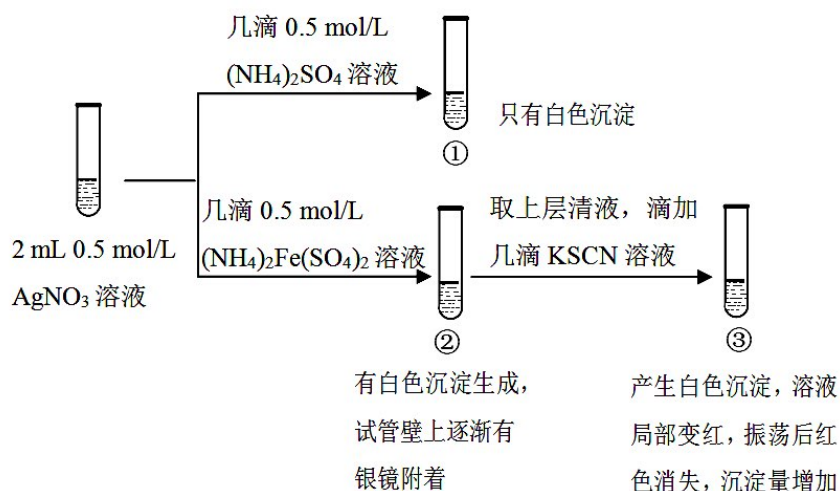 几滴 0.5 mol/L
(NH₄)₂SO₄ 溶液
只有白色沉淀
①
2 mL 0.5 mol/L
AgNO₃ 溶液
几滴 0.5 mol/L
(NH₄)₂Fe(SO₄)₂ 溶液
②
有白色沉淀生成，
试管壁上逐渐有
银镜附着
取上层清液，滴加
几滴 KSCN 溶液
③
产生白色沉淀，溶液
局部变红，振荡后红
色消失，沉淀量增加